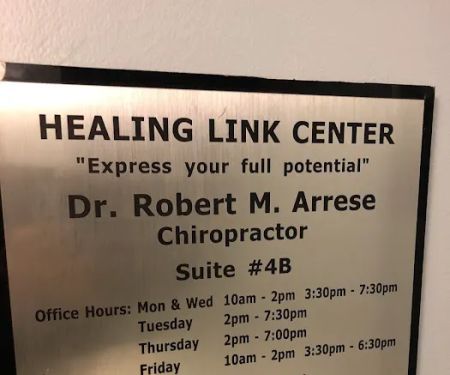 HEALING LINK CENTER
"Express your full potential"
Dr. Robert M. Arrese
Chiropractor
Suite #4B
Office Hours: Mon & Wed 10am - 2pm 3:30pm - 7:30pm
Tuesday 2pm - 7:30pm
Thursday 2pm - 7:00pm
Friday 10am - 2pm 3:30pm - 6:30pm